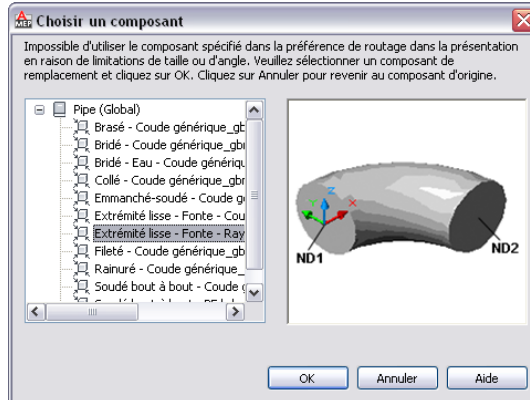 MEP
Choisir un composant
Impossible d'utiliser le composant spécifié dans la préférence de routage dans la présentation
en raison de limitations de taille ou d'angle. Veuillez sélectionner un composant de
remplacement et cliquez sur OK. Cliquez sur Annuler pour revenir au composant d'origine.
Pipe (Global)
Brasé - Coude générique_gb
Bridé - Coude générique_gbr
Bridé - Eau - Coude génériqu
Collé - Coude générique_gbr
Emmanché-soudé - Coude g
Extrémité lisse - Fonte - Cou
Extrémité lisse - Fonte - Ray
Fileté - Coude générique_gb
Rainuré - Coude générique_
Soudé bout à bout - Coude g
Z
Y
X
ND1
ND2
OK
Annuler
Aide